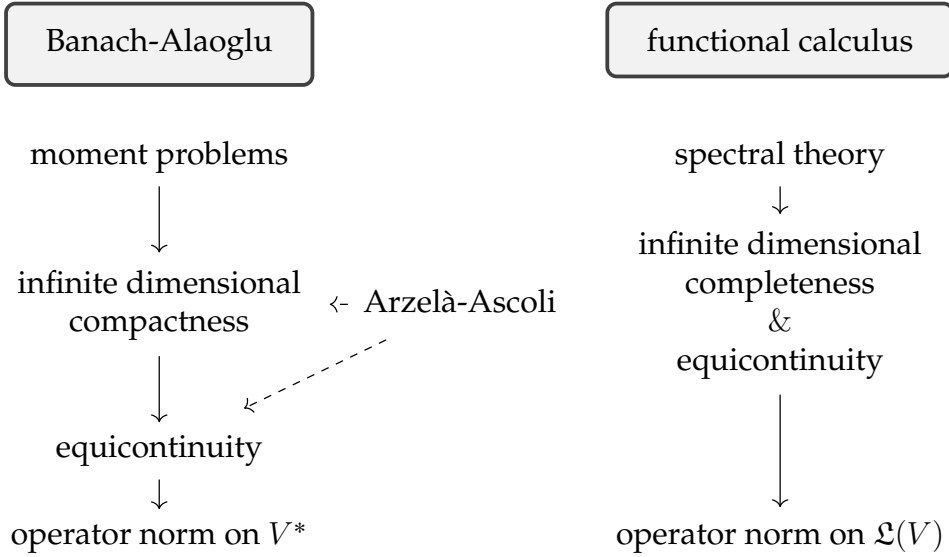 Banach-Alaoglu
functional calculus
moment problems
spectral theory
infinite dimensional
compactness
Arzelà-Ascoli
infinite dimensional
completeness
&
equicontinuity
equicontinuity
operator norm on V*
operator norm on 𝔏(V)